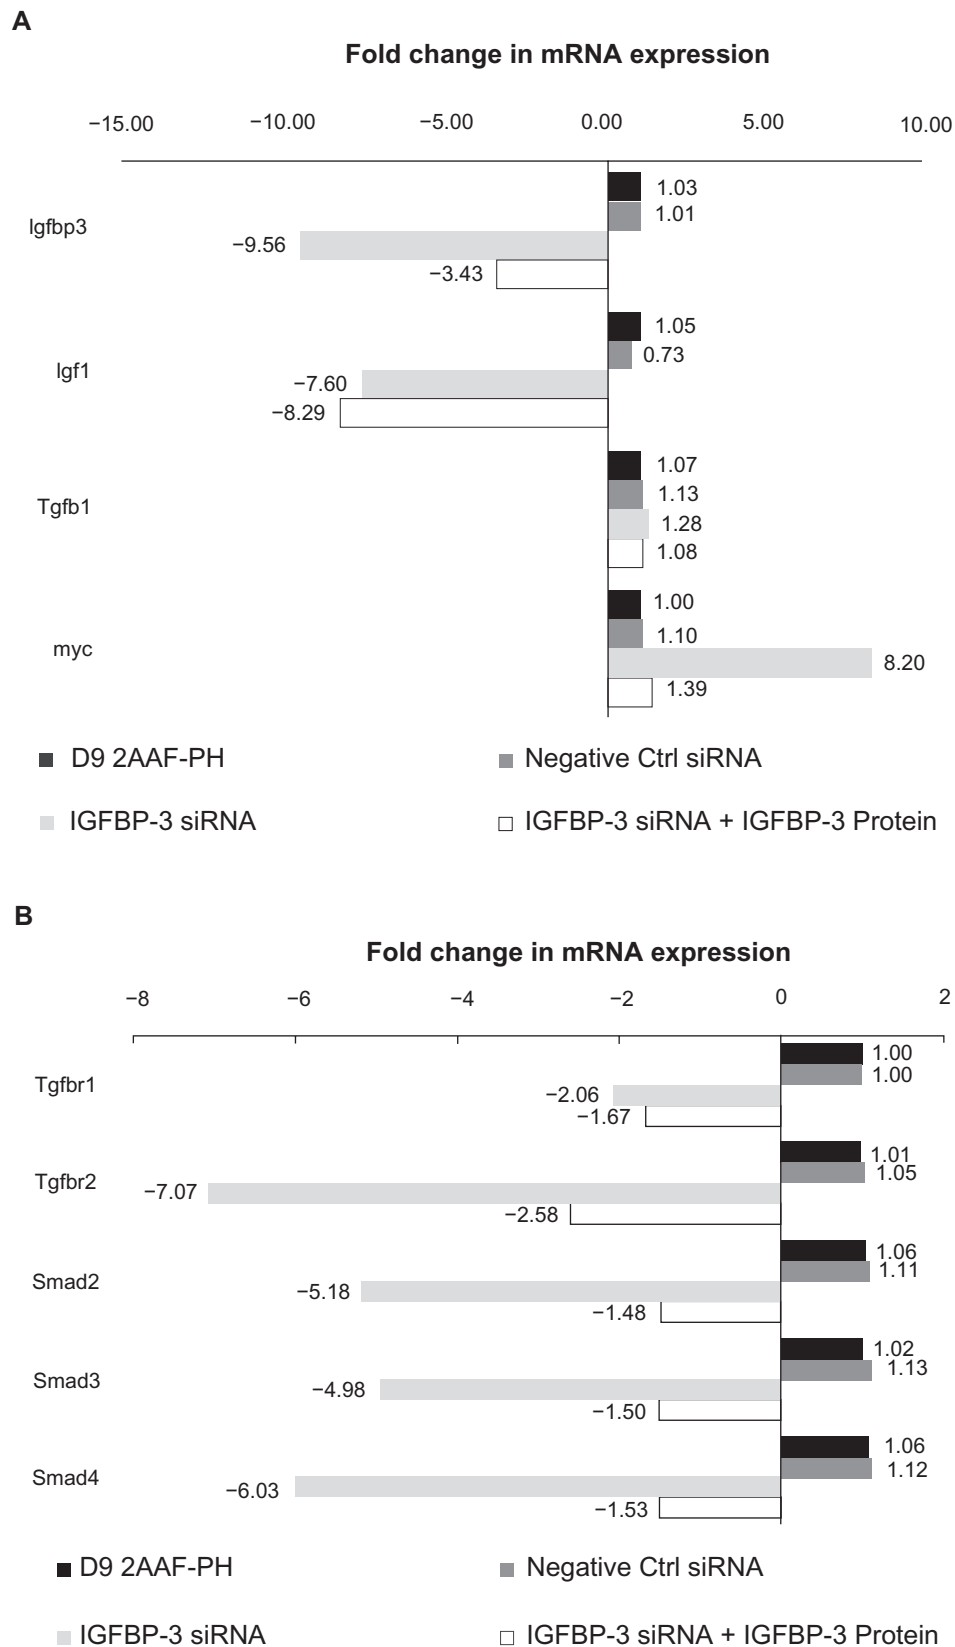 A
Fold change in mRNA expression
−15.00 −10.00 −5.00 0.00 5.00 10.00
Igfbp3
1.03
1.01
−9.56
−3.43
Igf1
1.05
0.73
−7.60
−8.29
Tgfb1
1.07
1.13
1.28
1.08
myc
1.00
1.10
8.20
1.39
D9 2AAF-PH
Negative Ctrl siRNA
IGFBP-3 siRNA
IGFBP-3 siRNA + IGFBP-3 Protein
B
Fold change in mRNA expression
−8 −6 −4 −2 0 2
Tgfbr1
1.00
1.00
−2.06
−1.67
Tgfbr2
1.01
1.05
−7.07
−2.58
Smad2
1.06
1.11
−5.18
−1.48
Smad3
1.02
1.13
−4.98
−1.50
Smad4
1.06
1.12
−6.03
−1.53
D9 2AAF-PH
Negative Ctrl siRNA
IGFBP-3 siRNA
IGFBP-3 siRNA + IGFBP-3 Protein